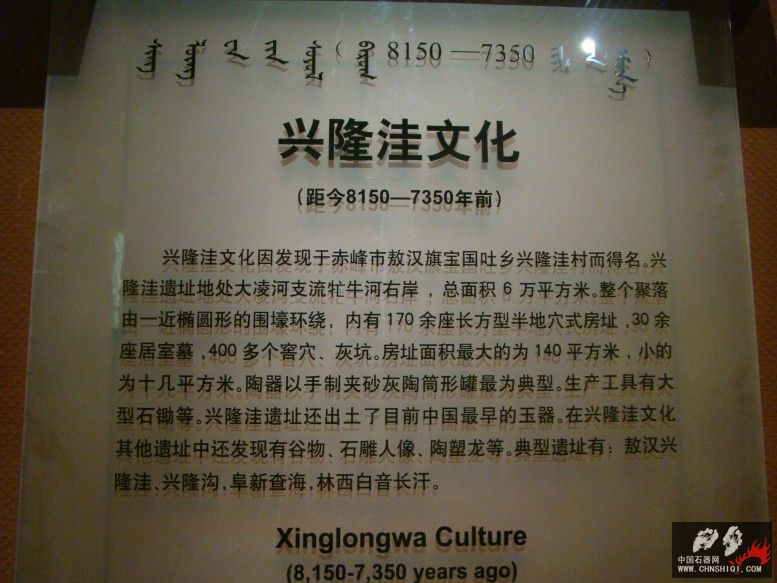 ( 8150 —7350 )
兴隆洼文化
(距今8150—7350年前)
兴隆洼文化因发现于赤峰市敖汉旗宝国吐乡兴隆洼村而得名。兴
隆洼遗址地处大凌河支流牤牛河右岸，总面积 6 万平方米。整个聚落
由一近椭圆形的围壕环绕，内有 170 余座长方型半地穴式房址,30 余
座居室墓,400 多个窖穴、灰坑。房址面积最大的为 140 平方米，小的
为十几平方米。陶器以手制夹砂灰陶筒形罐最为典型。生产工具有大
型石锄等。兴隆洼遗址还出土了目前中国最早的玉器。在兴隆洼文化
其他遗址中还发现有谷物、石雕人像、陶塑龙等。典型遗址有：敖汉兴
隆洼、兴隆沟,阜新查海,林西白音长汗。
Xinglongwa Culture
(8,150-7,350 years ago)
中国石器网
WWW.CHNSHIQI.COM